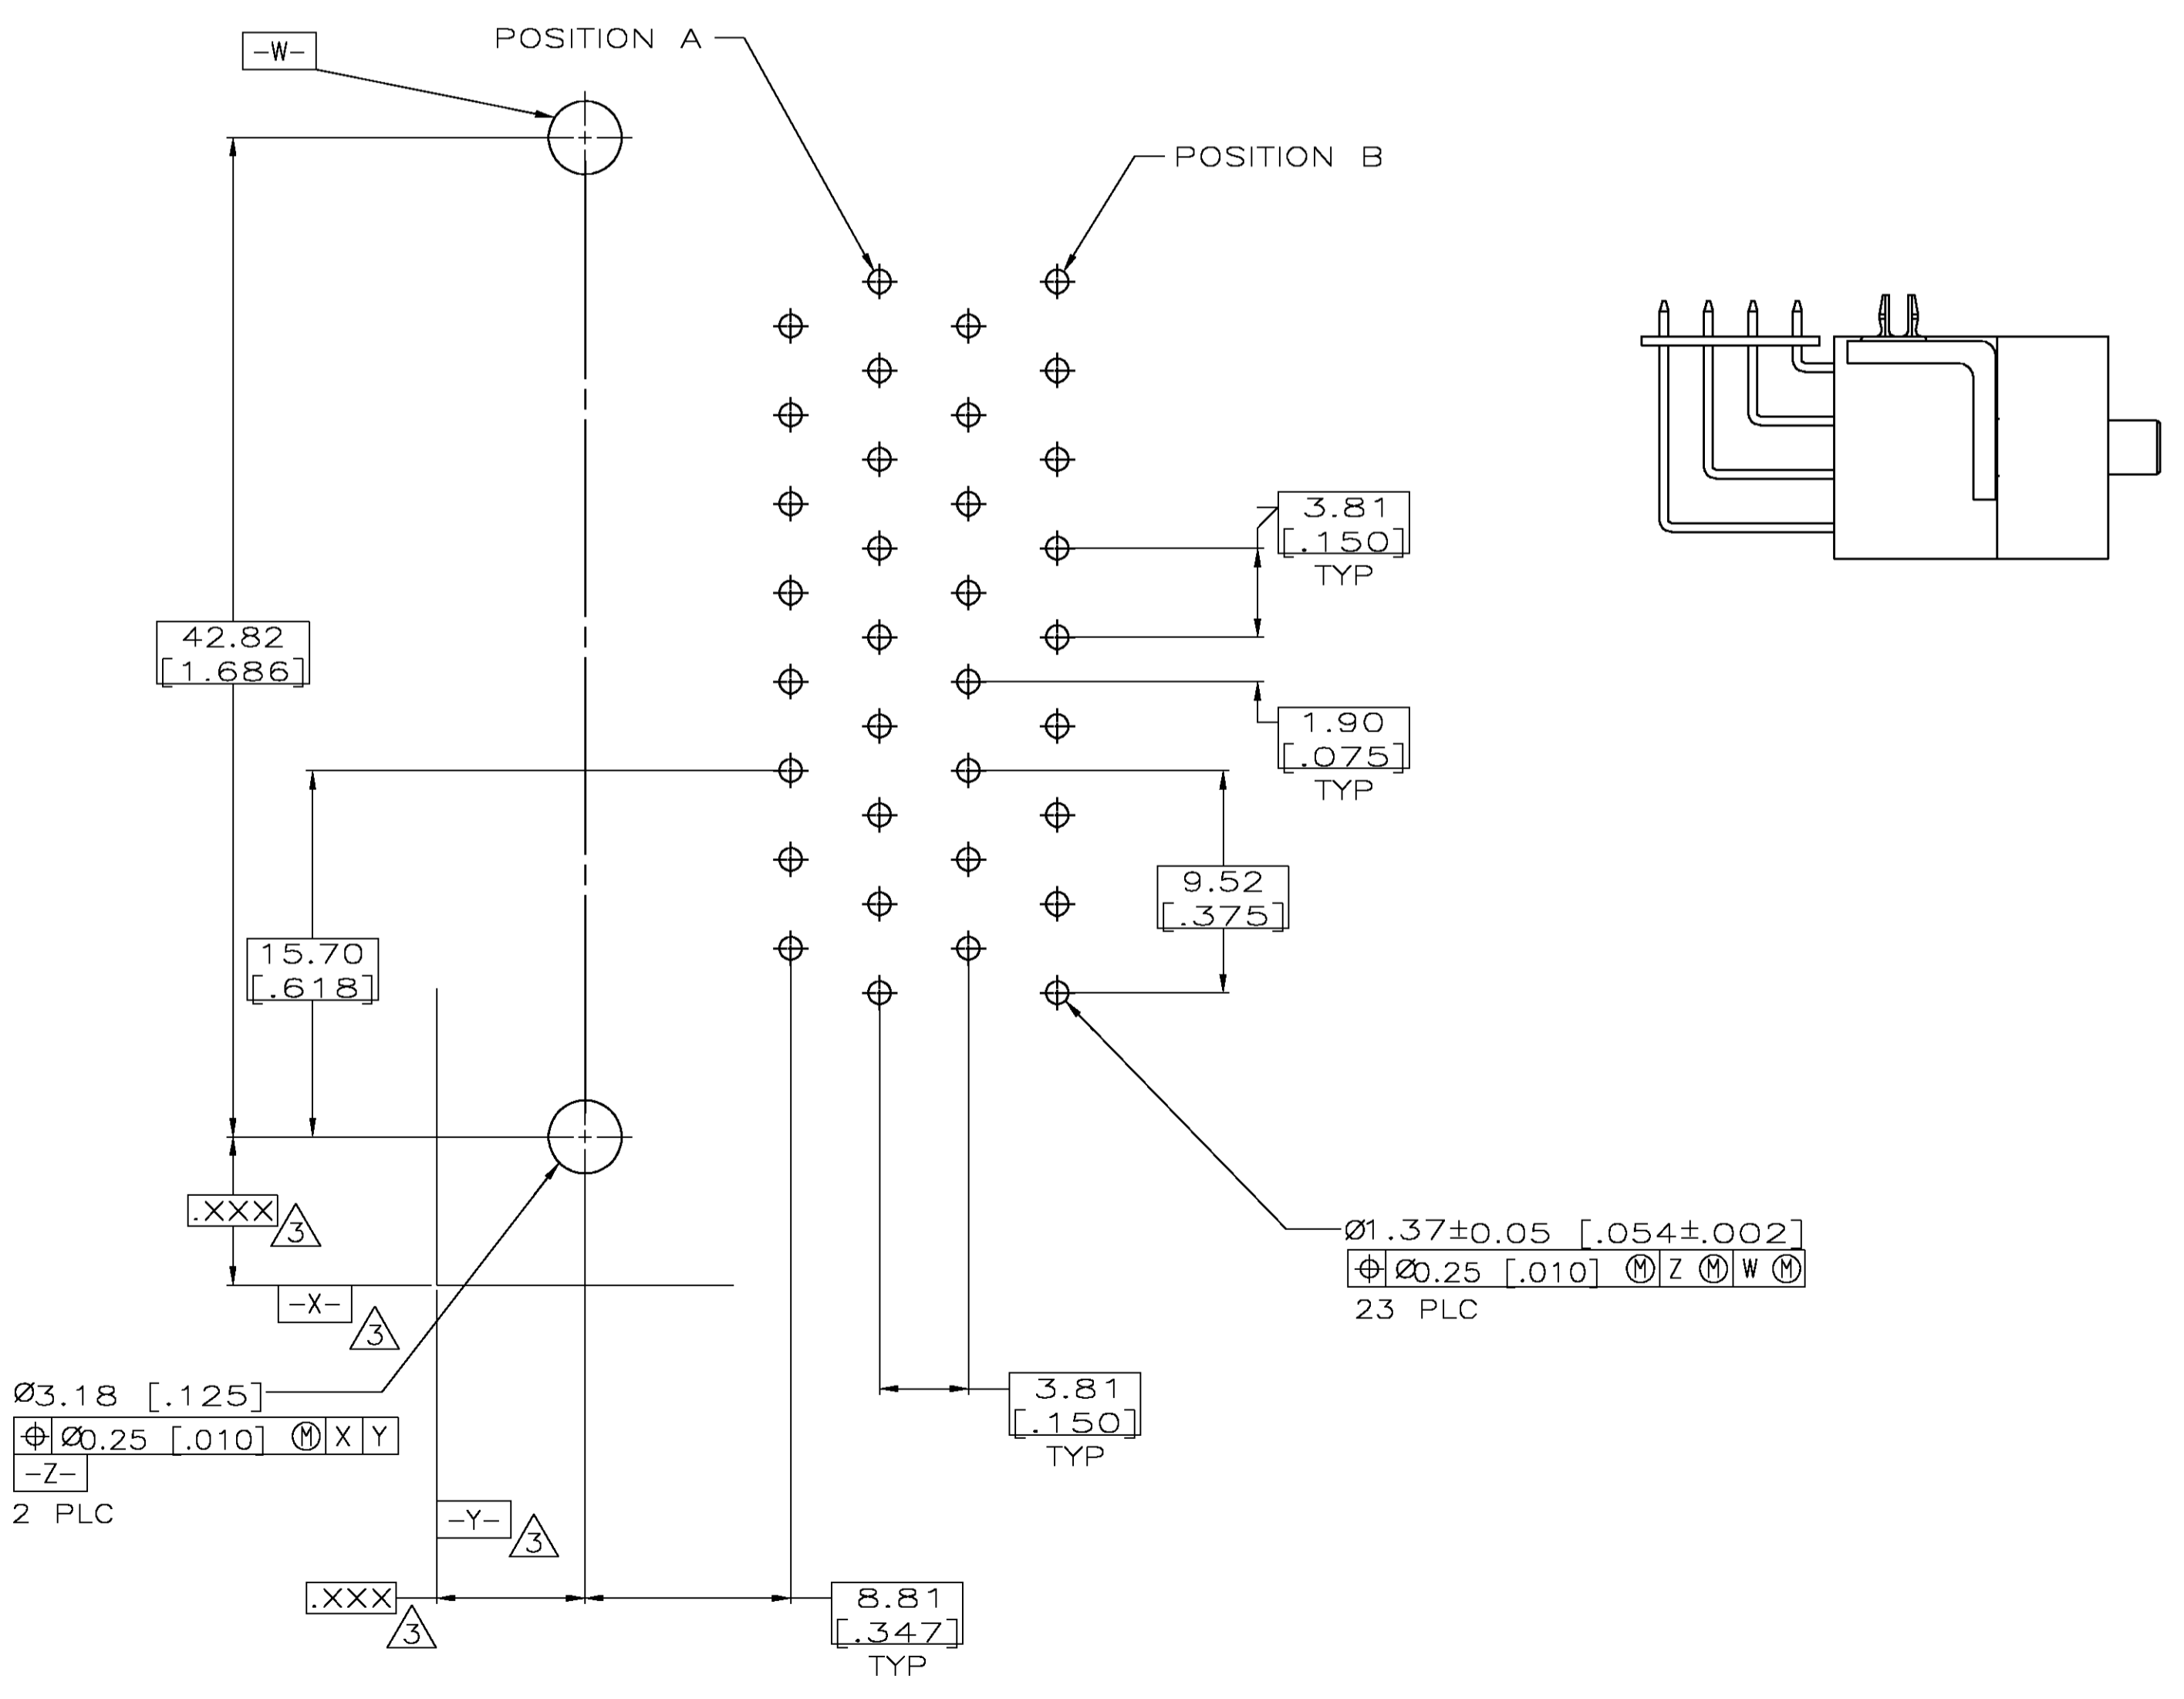 -W-
POSITION A
POSITION B
3.81
[.150]
TYP
42.82
[1.686]
1.90
[.075]
TYP
9.52
[.375]
15.70
[.618]
.XXX
3
-X-
3
Ø1.37±0.05 [.054±.002]
⌖ Ø0.25 [.010] Ⓜ Z Ⓜ W Ⓜ
23 PLC
3.81
[.150]
TYP
Ø3.18 [.125]
⌖ Ø0.25 [.010] Ⓜ X Y
-Z-
2 PLC
-Y-
3
.XXX
3
8.81
[.347]
TYP